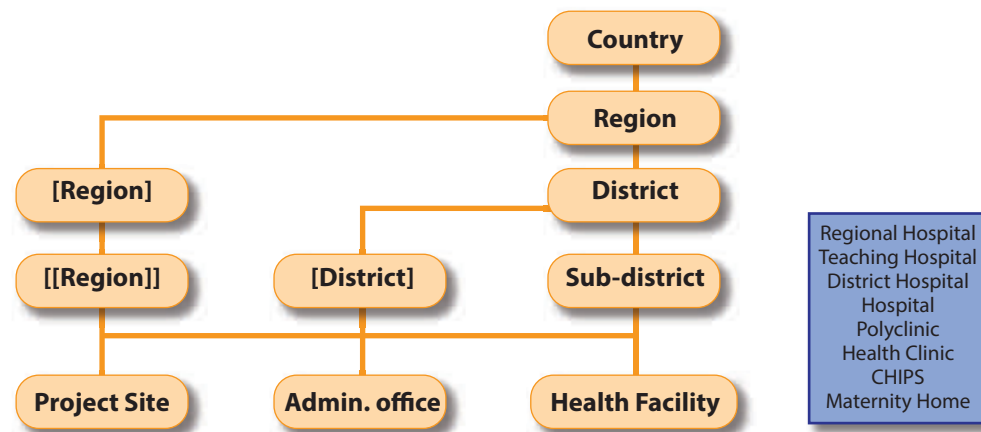 Country
Region
[Region]
District
[[Region]]
[District]
Sub-district
Project Site
Admin. office
Health Facility
Regional Hospital
Teaching Hospital
District Hospital
Hospital
Polyclinic
Health Clinic
CHIPS
Maternity Home